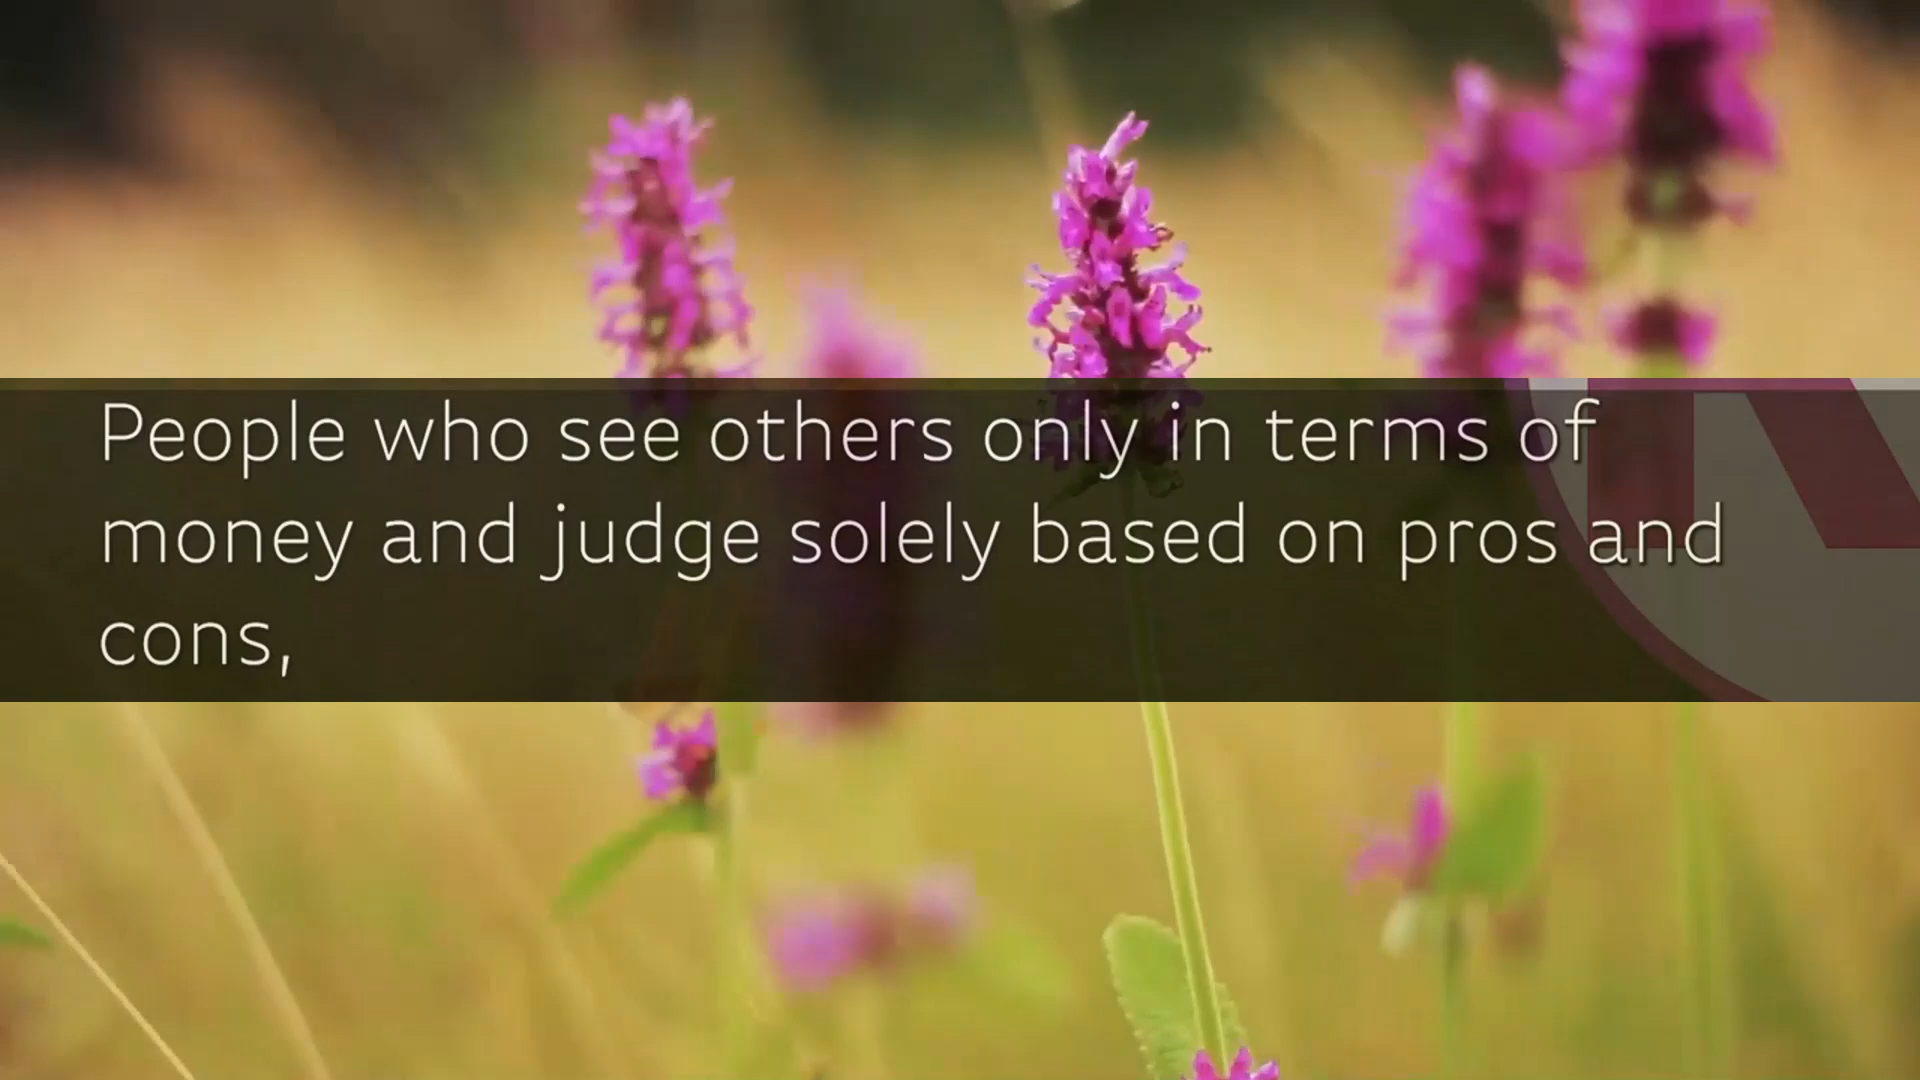 People who see others only in terms of
money and judge solely based on pros and
cons,